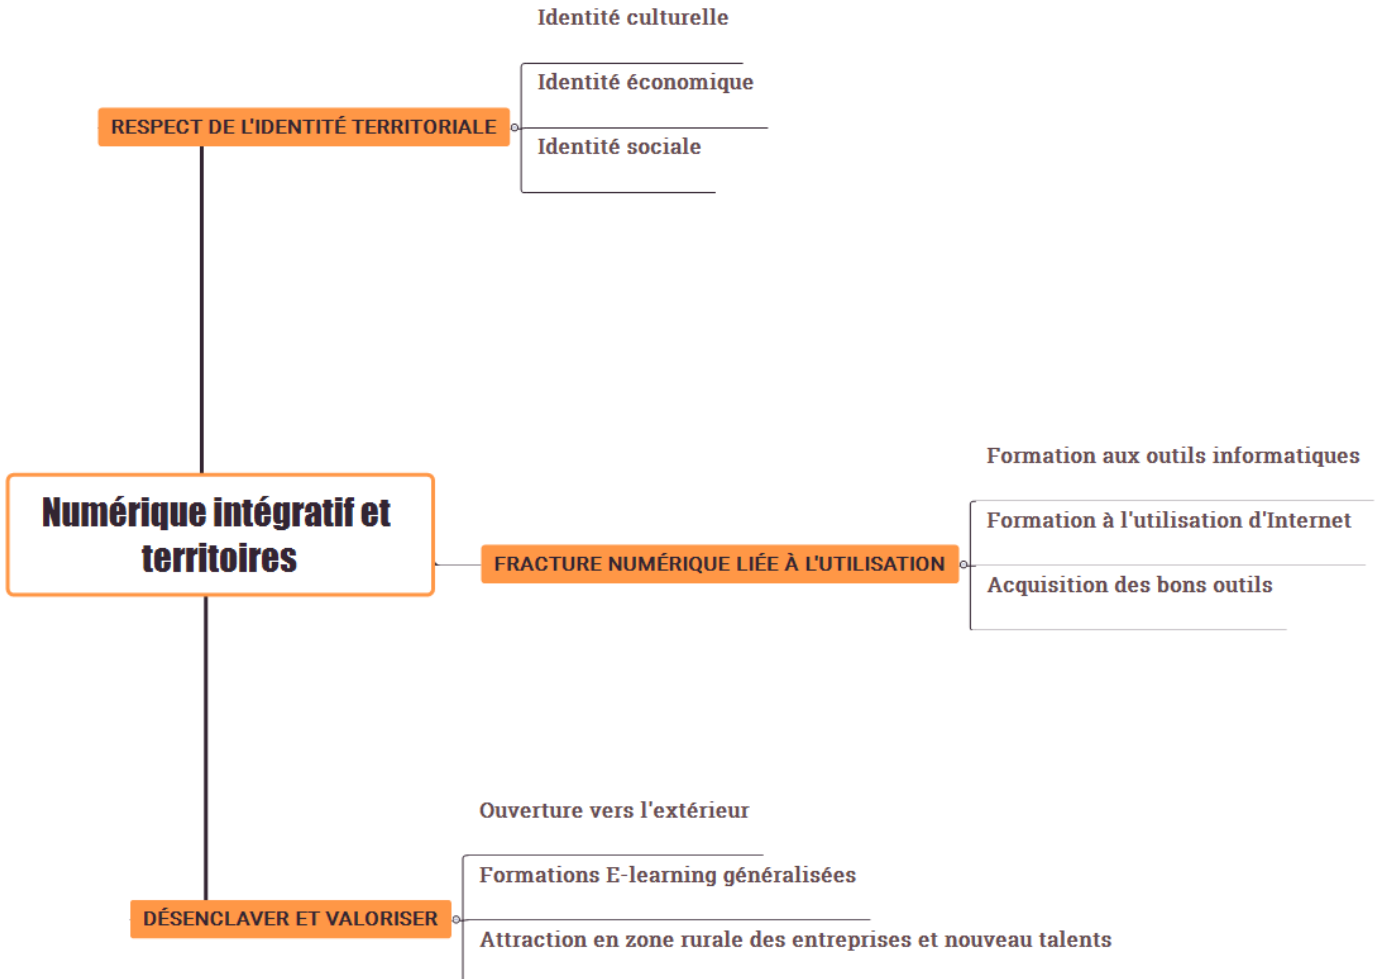 Identité culturelle
Identité économique
RESPECT DE L'IDENTITÉ TERRITORIALE
Identité sociale
Formation aux outils informatiques
Numérique intégratif et
territoires
Formation à l'utilisation d'Internet
FRACTURE NUMÉRIQUE LIÉE À L'UTILISATION
Acquisition des bons outils
Ouverture vers l'extérieur
Formations E-learning généralisées
DÉSENCLAVER ET VALORISER
Attraction en zone rurale des entreprises et nouveau talents